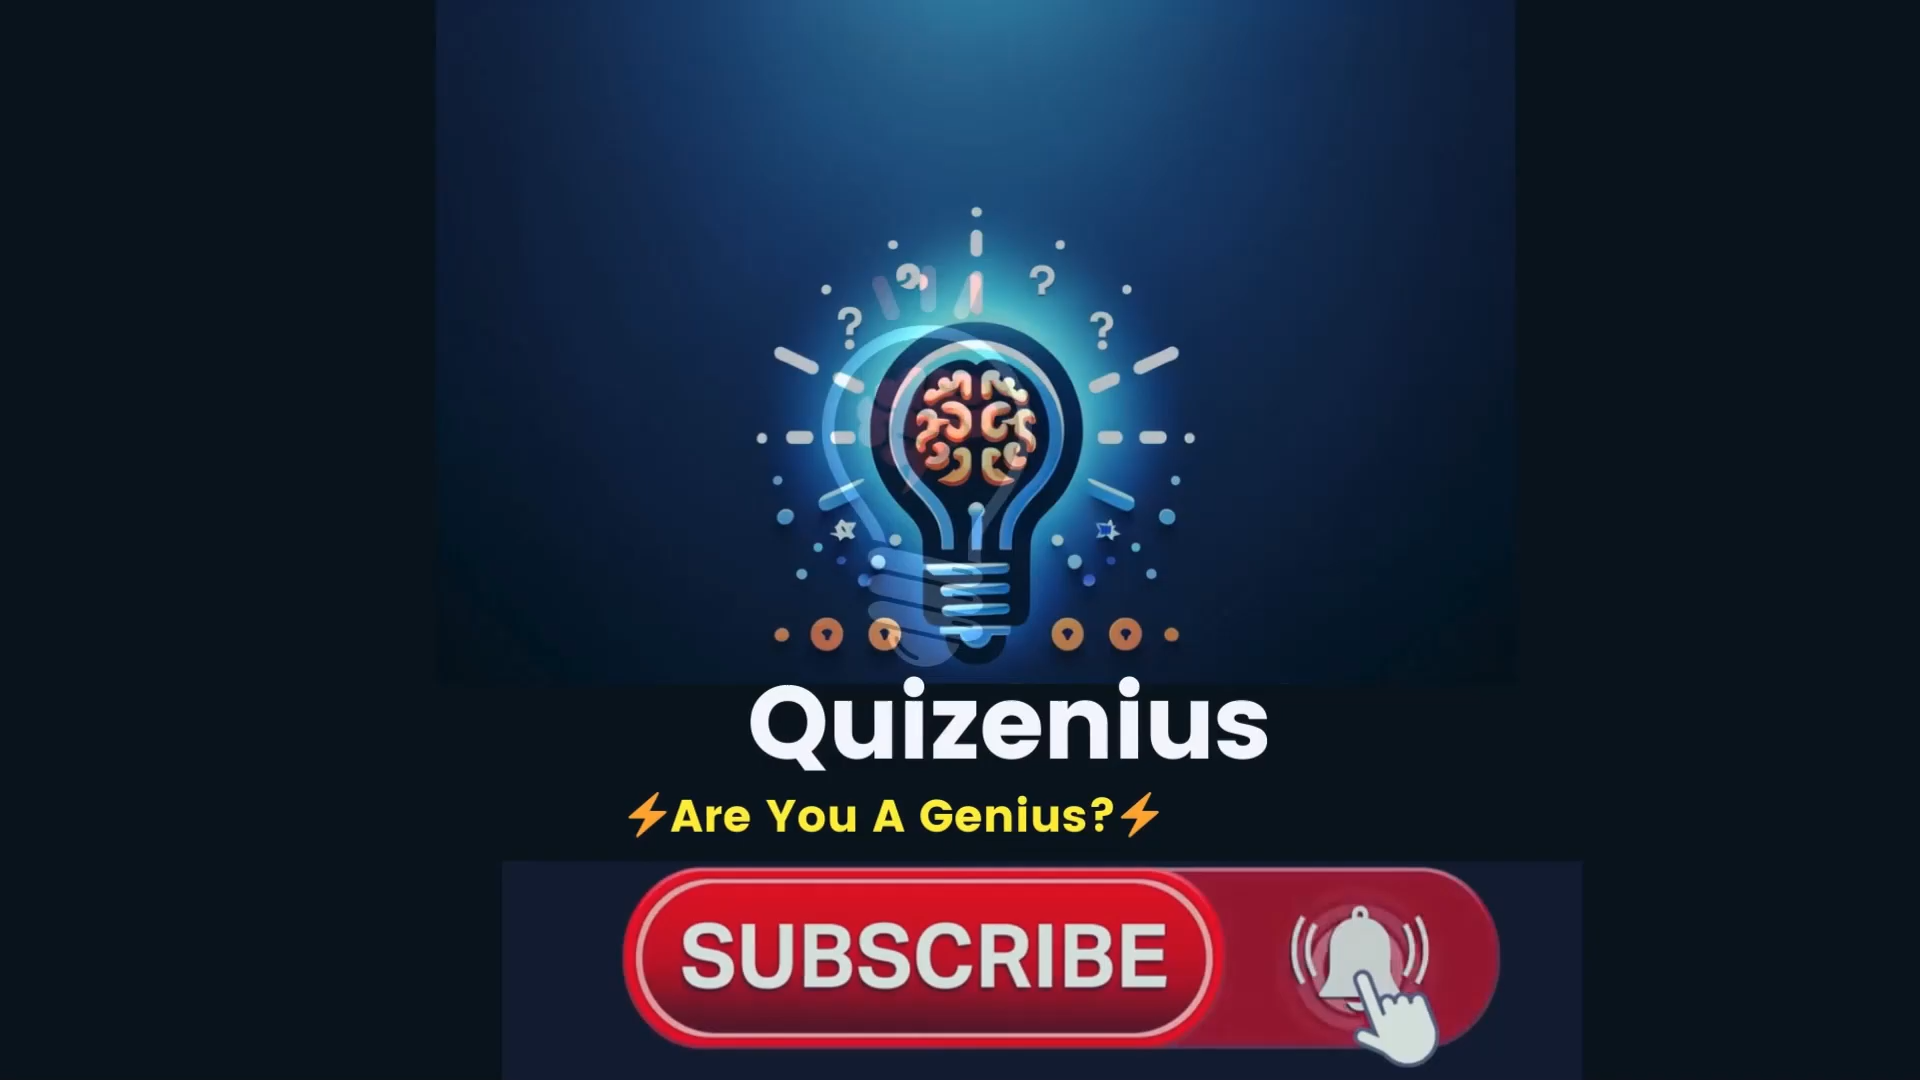 ? ?
? ?
Quizenius
⚡Are You A Genius?⚡
SUBSCRIBE